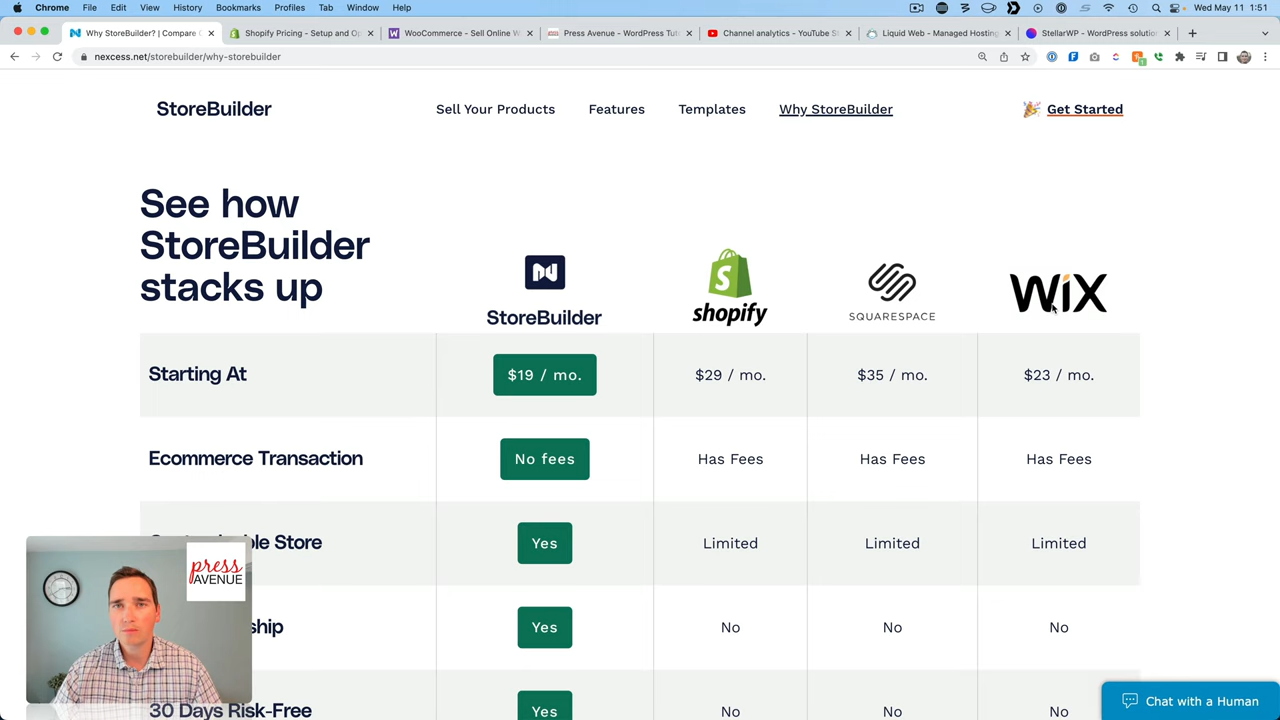 Chrome File Edit View History Bookmarks Profiles Tab Window Help Wed May 11 1:51
Why StoreBuilder? | Compare Shopify Pricing - Setup and Op WooCommerce - Sell Online W Press Avenue - WordPress Tut Channel analytics - YouTube S Liquid Web - Managed Hosting StellarWP - WordPress solution
nexcess.net/storebuilder/why-storebuilder
StoreBuilder Sell Your Products Features Templates Why StoreBuilder Get Started
See how
StoreBuilder
stacks up
StoreBuilder shopify SQUARESPACE WiX
Starting At $19 / mo. $29 / mo. $35 / mo. $23 / mo.
Ecommerce Transaction No fees Has Fees Has Fees Has Fees
Store Yes Limited Limited Limited
Yes No No No
30 Days Risk-Free Yes No No No
press
AVENUE
Chat with a Human